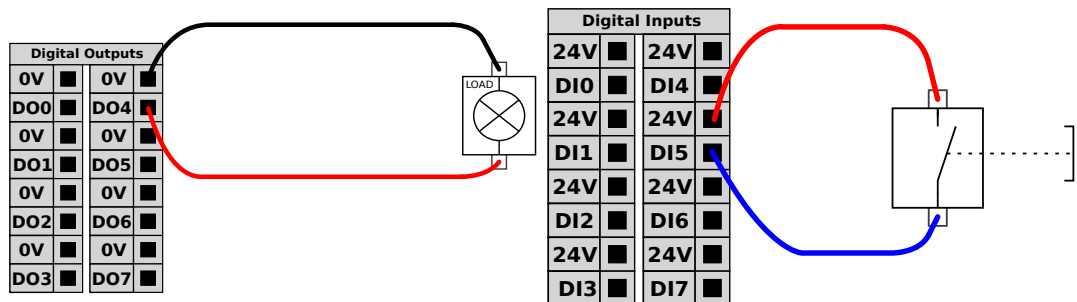 Digital Outputs
0V 0V
DO0 DO4
0V 0V
DO1 DO5
0V 0V
DO2 DO6
0V 0V
DO3 DO7
LOAD
Digital Inputs
24V 24V
DI0 DI4
24V 24V
DI1 DI5
24V 24V
DI2 DI6
24V 24V
DI3 DI7